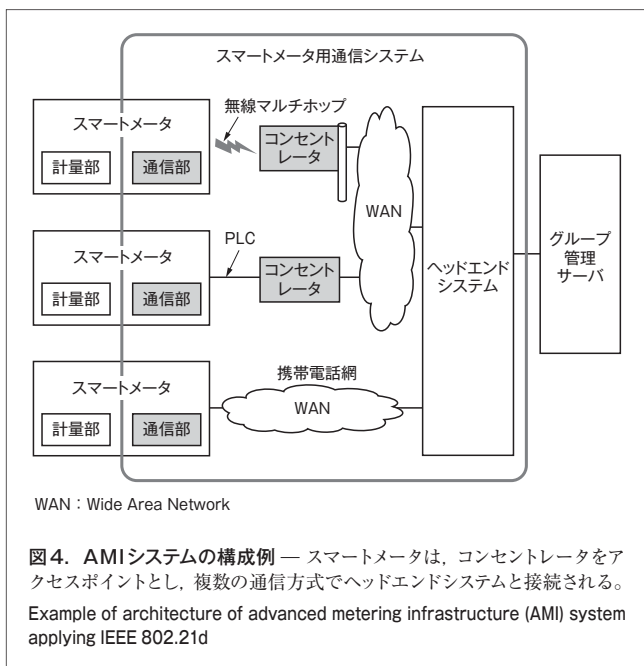 スマートメータ用通信システム
スマートメータ
計量部
通信部
無線マルチホップ
コンセント
レータ
WAN
スマートメータ
計量部
通信部
PLC
コンセント
レータ
ヘッドエンド
システム
グループ
管理
サーバ
スマートメータ
計量部
通信部
携帯電話網
WAN
WAN：Wide Area Network
図4．AMIシステムの構成例 — スマートメータは，コンセントレータをア
クセスポイントとし，複数の通信方式でヘッドエンドシステムと接続される。
Example of architecture of advanced metering infrastructure (AMI) system
applying IEEE 802.21d